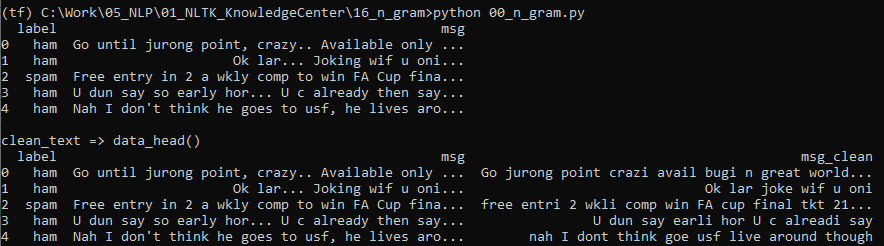 (tf) C:\Work\05_NLP\01_NLTK_KnowledgeCenter\16_n_gram>python 00_n_gram.py
label msg
0 ham Go until jurong point, crazy.. Available only ...
1 ham Ok lar... Joking wif u oni...
2 spam Free entry in 2 a wkly comp to win FA Cup fina...
3 ham U dun say so early hor... U c already then say...
4 ham Nah I don't think he goes to usf, he lives aro...
clean_text => data_head()
label msg msg_clean
0 ham Go until jurong point, crazy.. Available only ... Go jurong point crazi avail bugi n great world...
1 ham Ok lar... Joking wif u oni... Ok lar joke wif u oni
2 spam Free entry in 2 a wkly comp to win FA Cup fina... free entri 2 wkli comp win FA cup final tkt 21...
3 ham U dun say so early hor... U c already then say... U dun say earli hor U c alreadi say
4 ham Nah I don't think he goes to usf, he lives aro... nah I dont think goe usf live around though